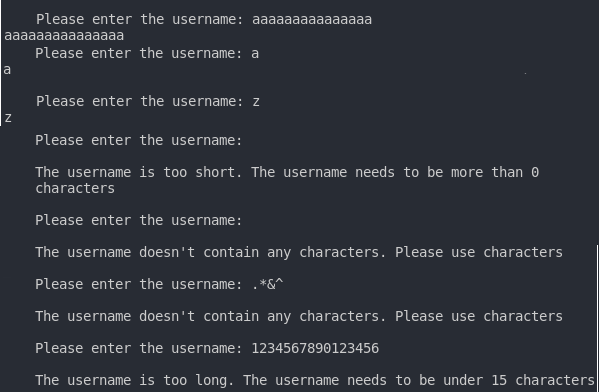 Please enter the username: aaaaaaaaaaaaaaa
aaaaaaaaaaaaaaa
Please enter the username: a
a
Please enter the username: z
z
Please enter the username:
The username is too short. The username needs to be more than 0
characters
Please enter the username:
The username doesn't contain any characters. Please use characters
Please enter the username: .*&^
The username doesn't contain any characters. Please use characters
Please enter the username: 1234567890123456
The username is too long. The username needs to be under 15 characters